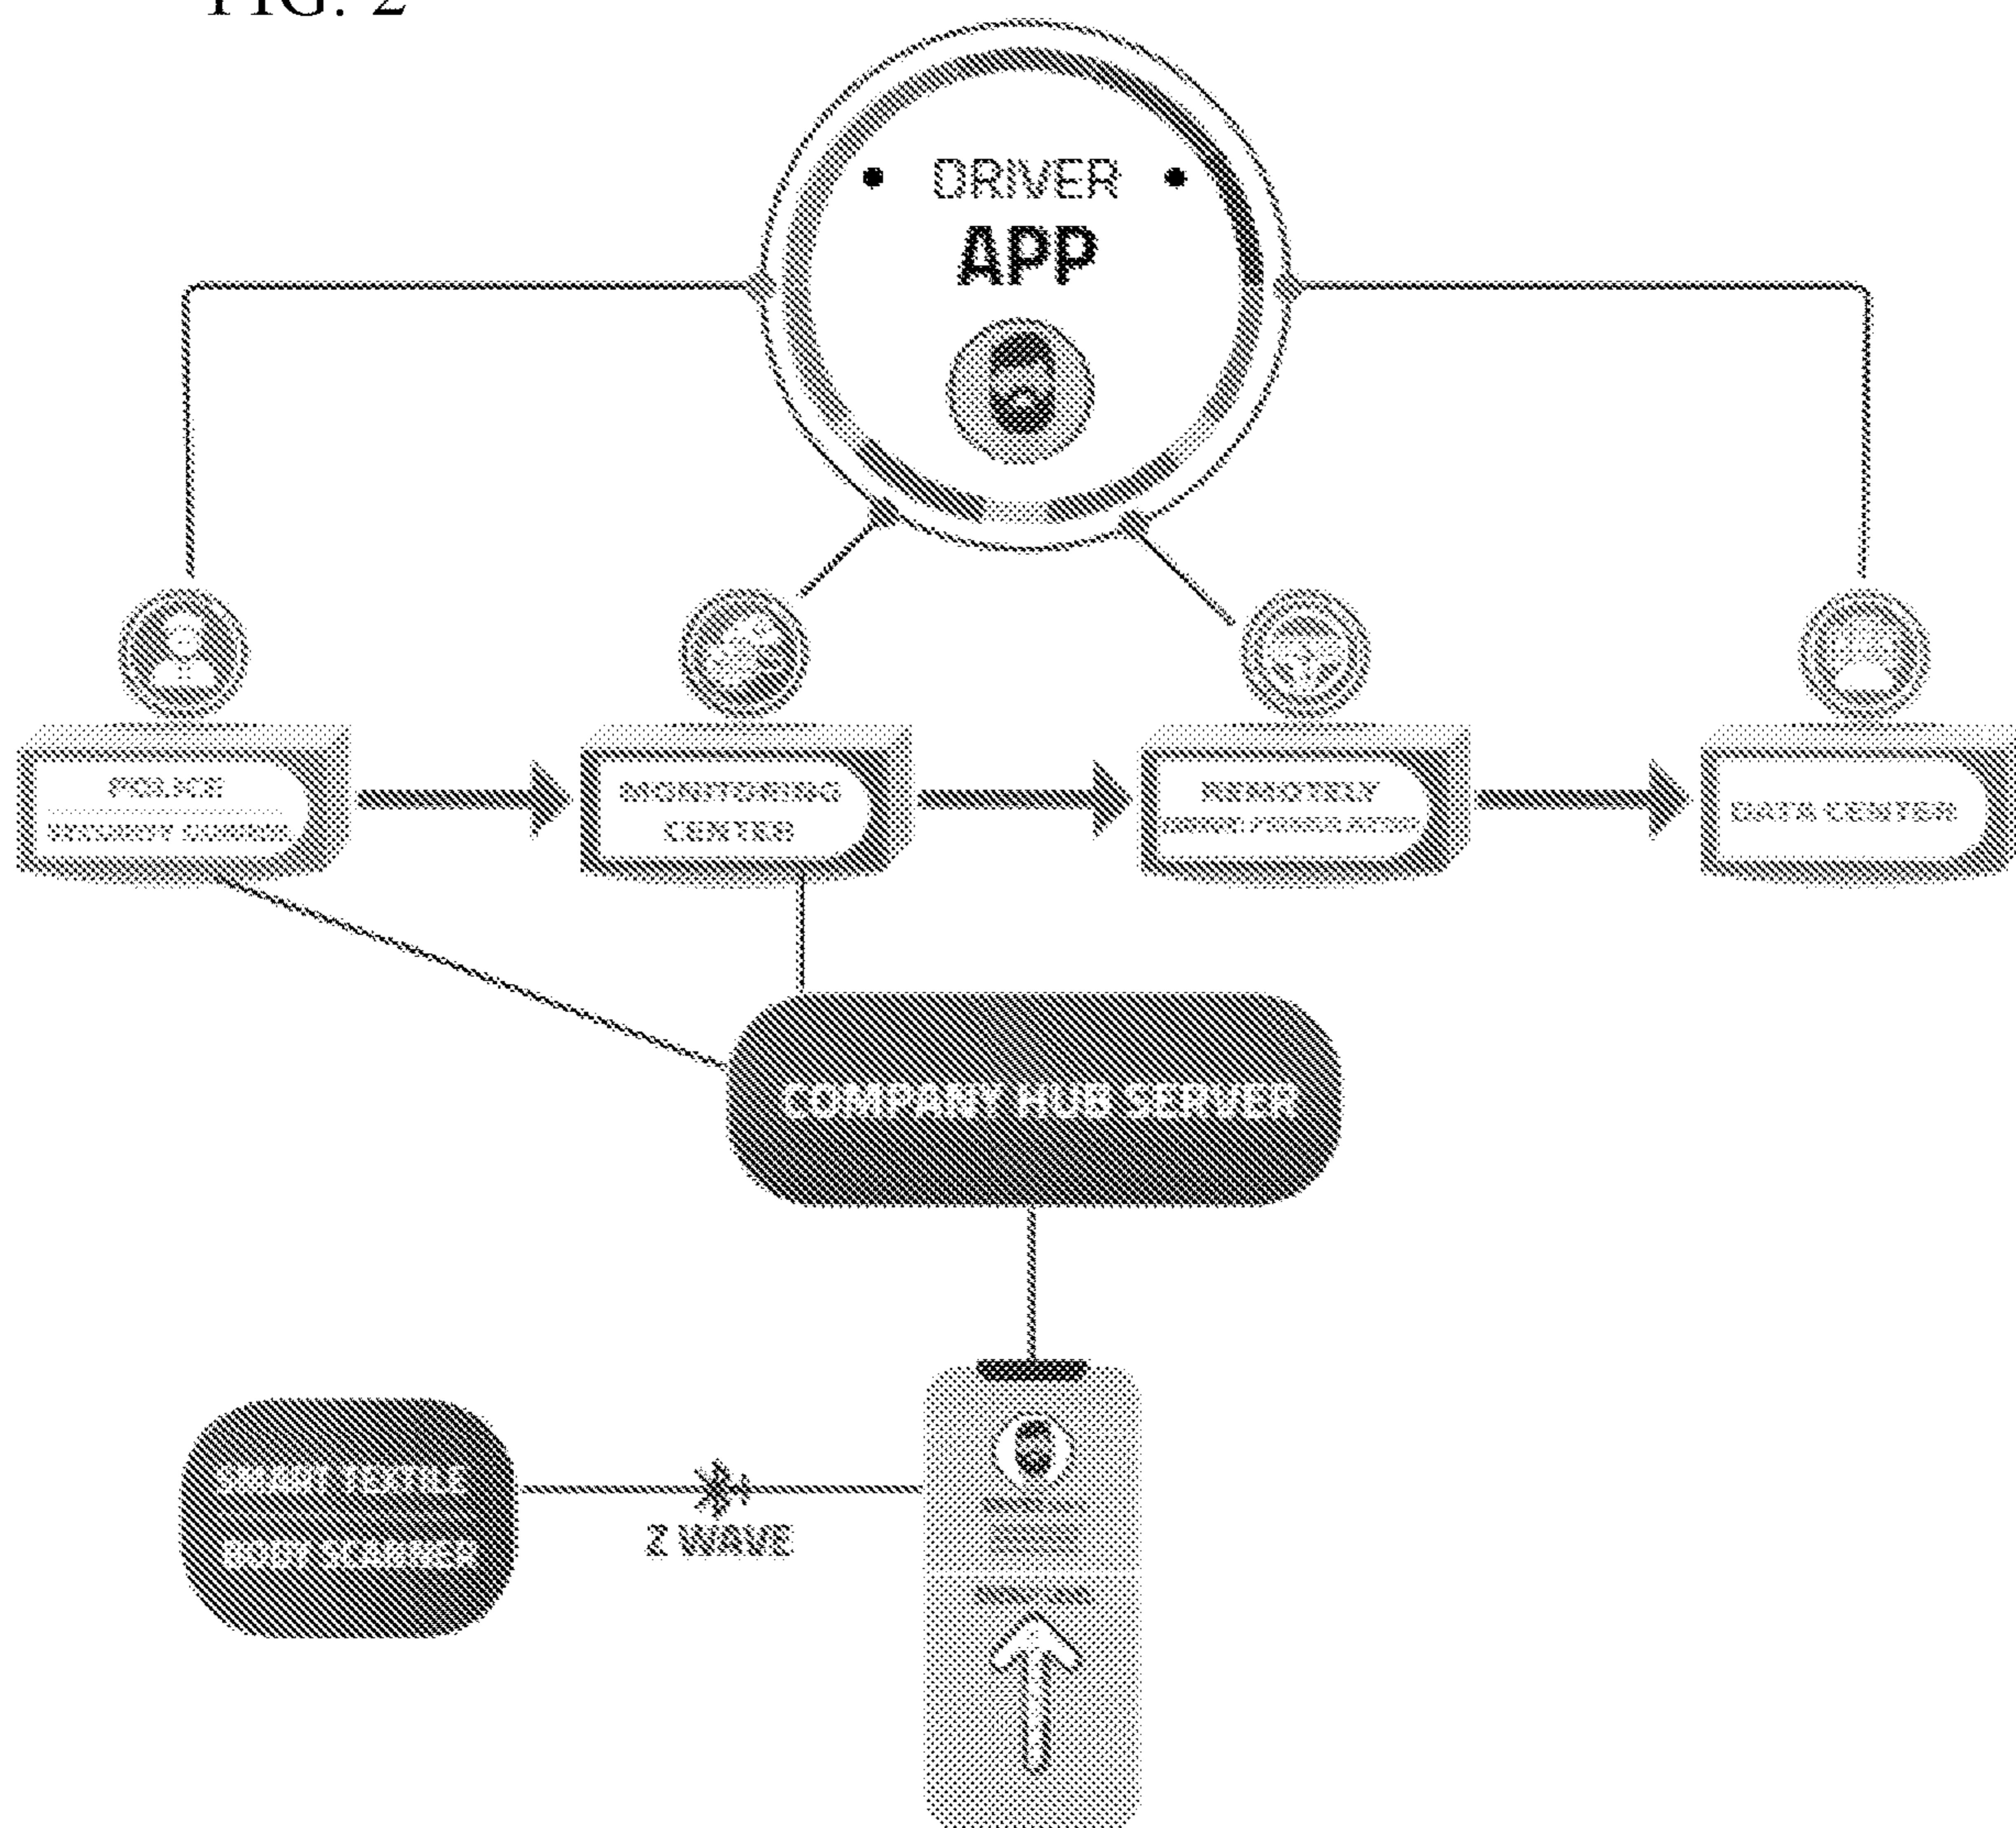 FIG. 2
DRIVER
APP
POLICE
SECURITY GUARDS
MONITORING
CENTER
REMOTELY
DATA CENTER
COMPANY HUB SERVER
SMART TEXTILE
BODY SCANNER
Z WAVE